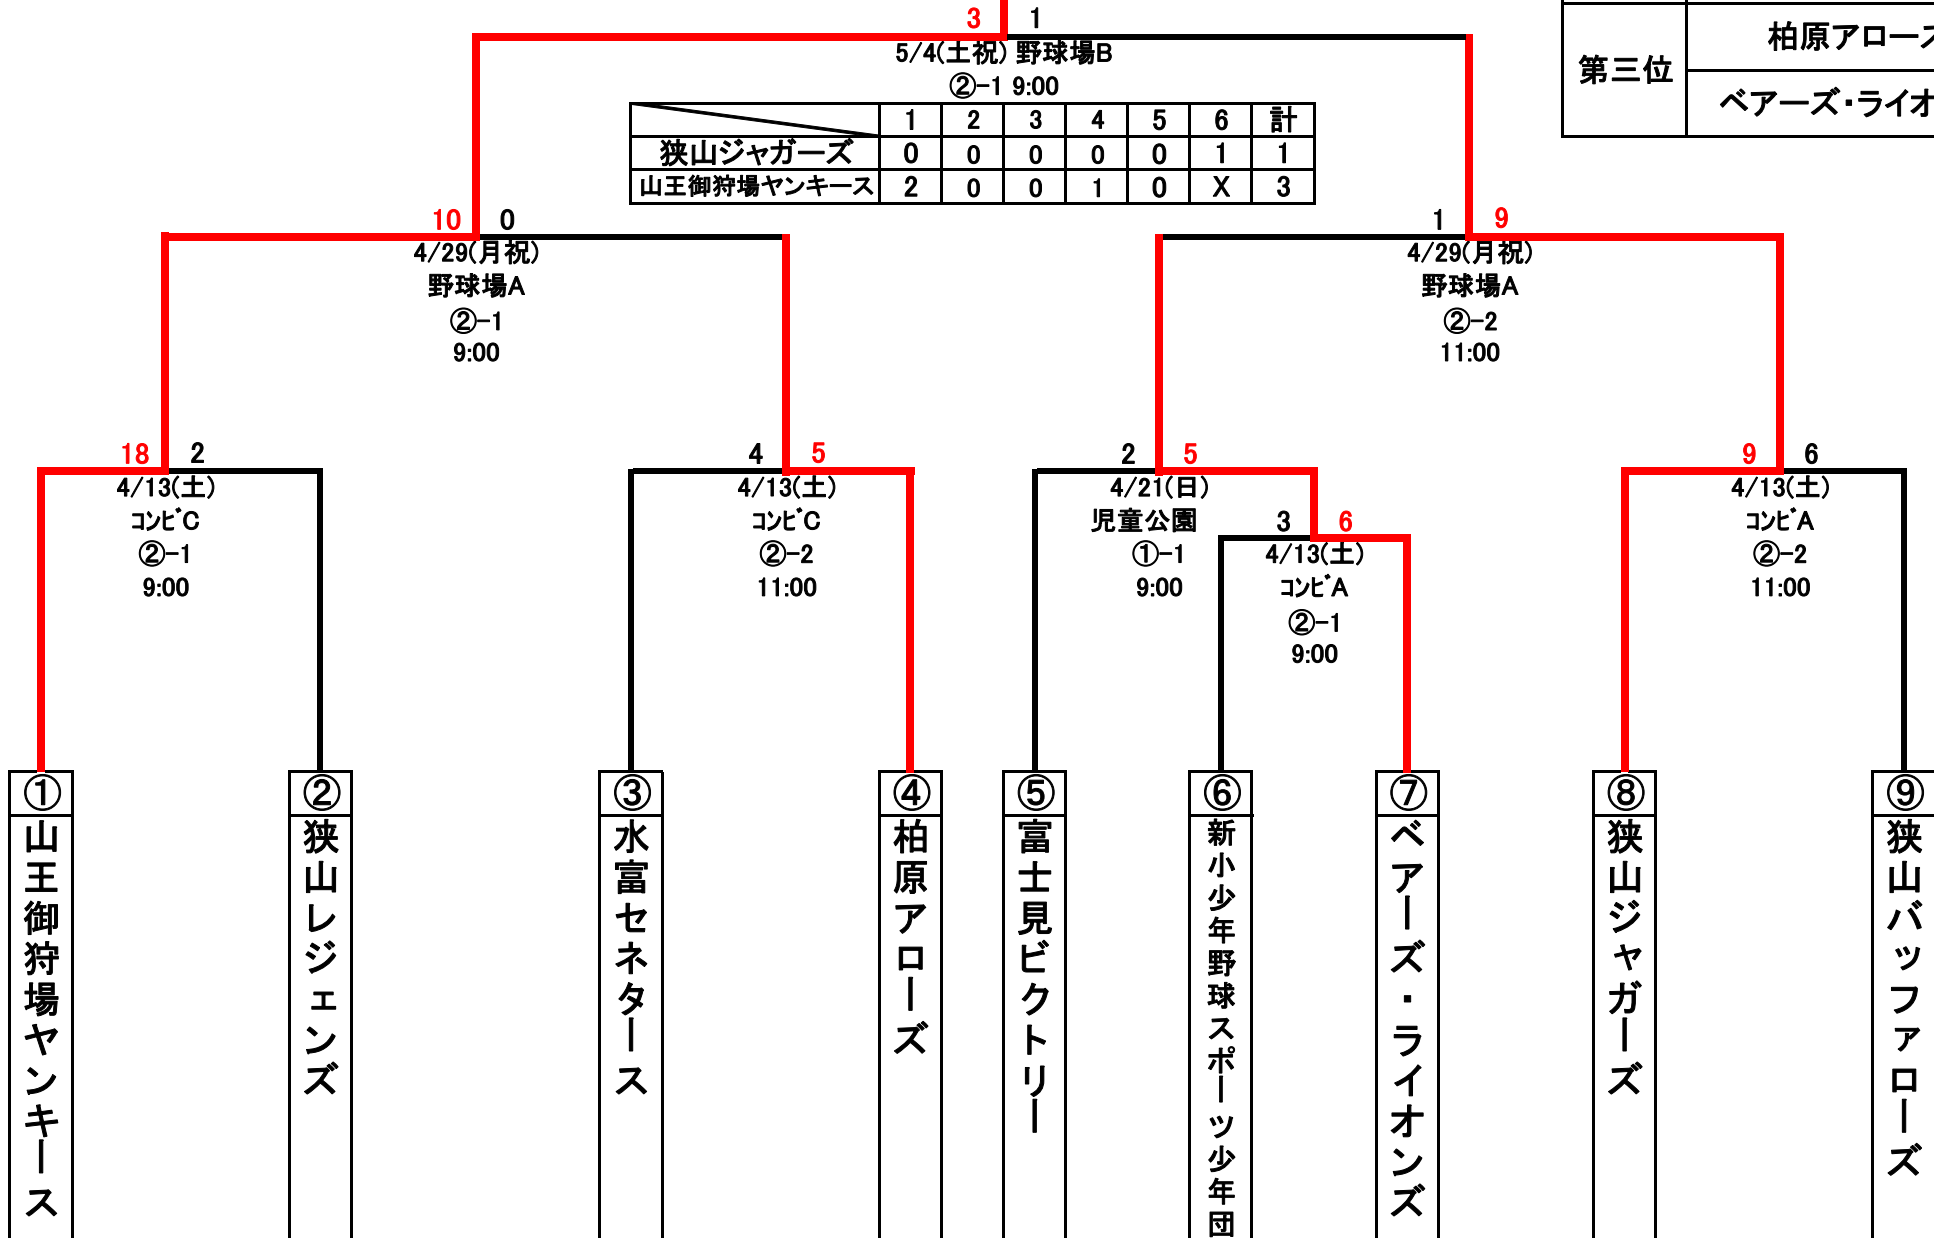 3 1
5/4(土祝) 野球場B
②-1 9:00
1 2 3 4 5 6 計
狭山ジャガーズ 0 0 0 0 0 1 1
山王御狩場ヤンキース 2 0 0 1 0 X 3
第三位
柏原アローズ
ベアーズ・ライオ
10 0
4/29(月祝)
野球場A
②-1
9:00
1 9
4/29(月祝)
野球場A
②-2
11:00
18 2
4/13(土)
コンビC
②-1
9:00
4 5
4/13(土)
コンビC
②-2
11:00
2 5
4/21(日)
児童公園
①-1
9:00
3 6
4/13(土)
コンビA
②-1
9:00
9 6
4/13(土)
コンビA
②-2
11:00
①
山王御狩場ヤンキース
②
狭山レジェンズ
③
水富セネタース
④
柏原アローズ
⑤
富士見ビクトリー
⑥
新小少年野球スポーツ少年団
⑦
ベアーズ・ライオンズ
⑧
狭山ジャガーズ
⑨
狭山バッファローズ